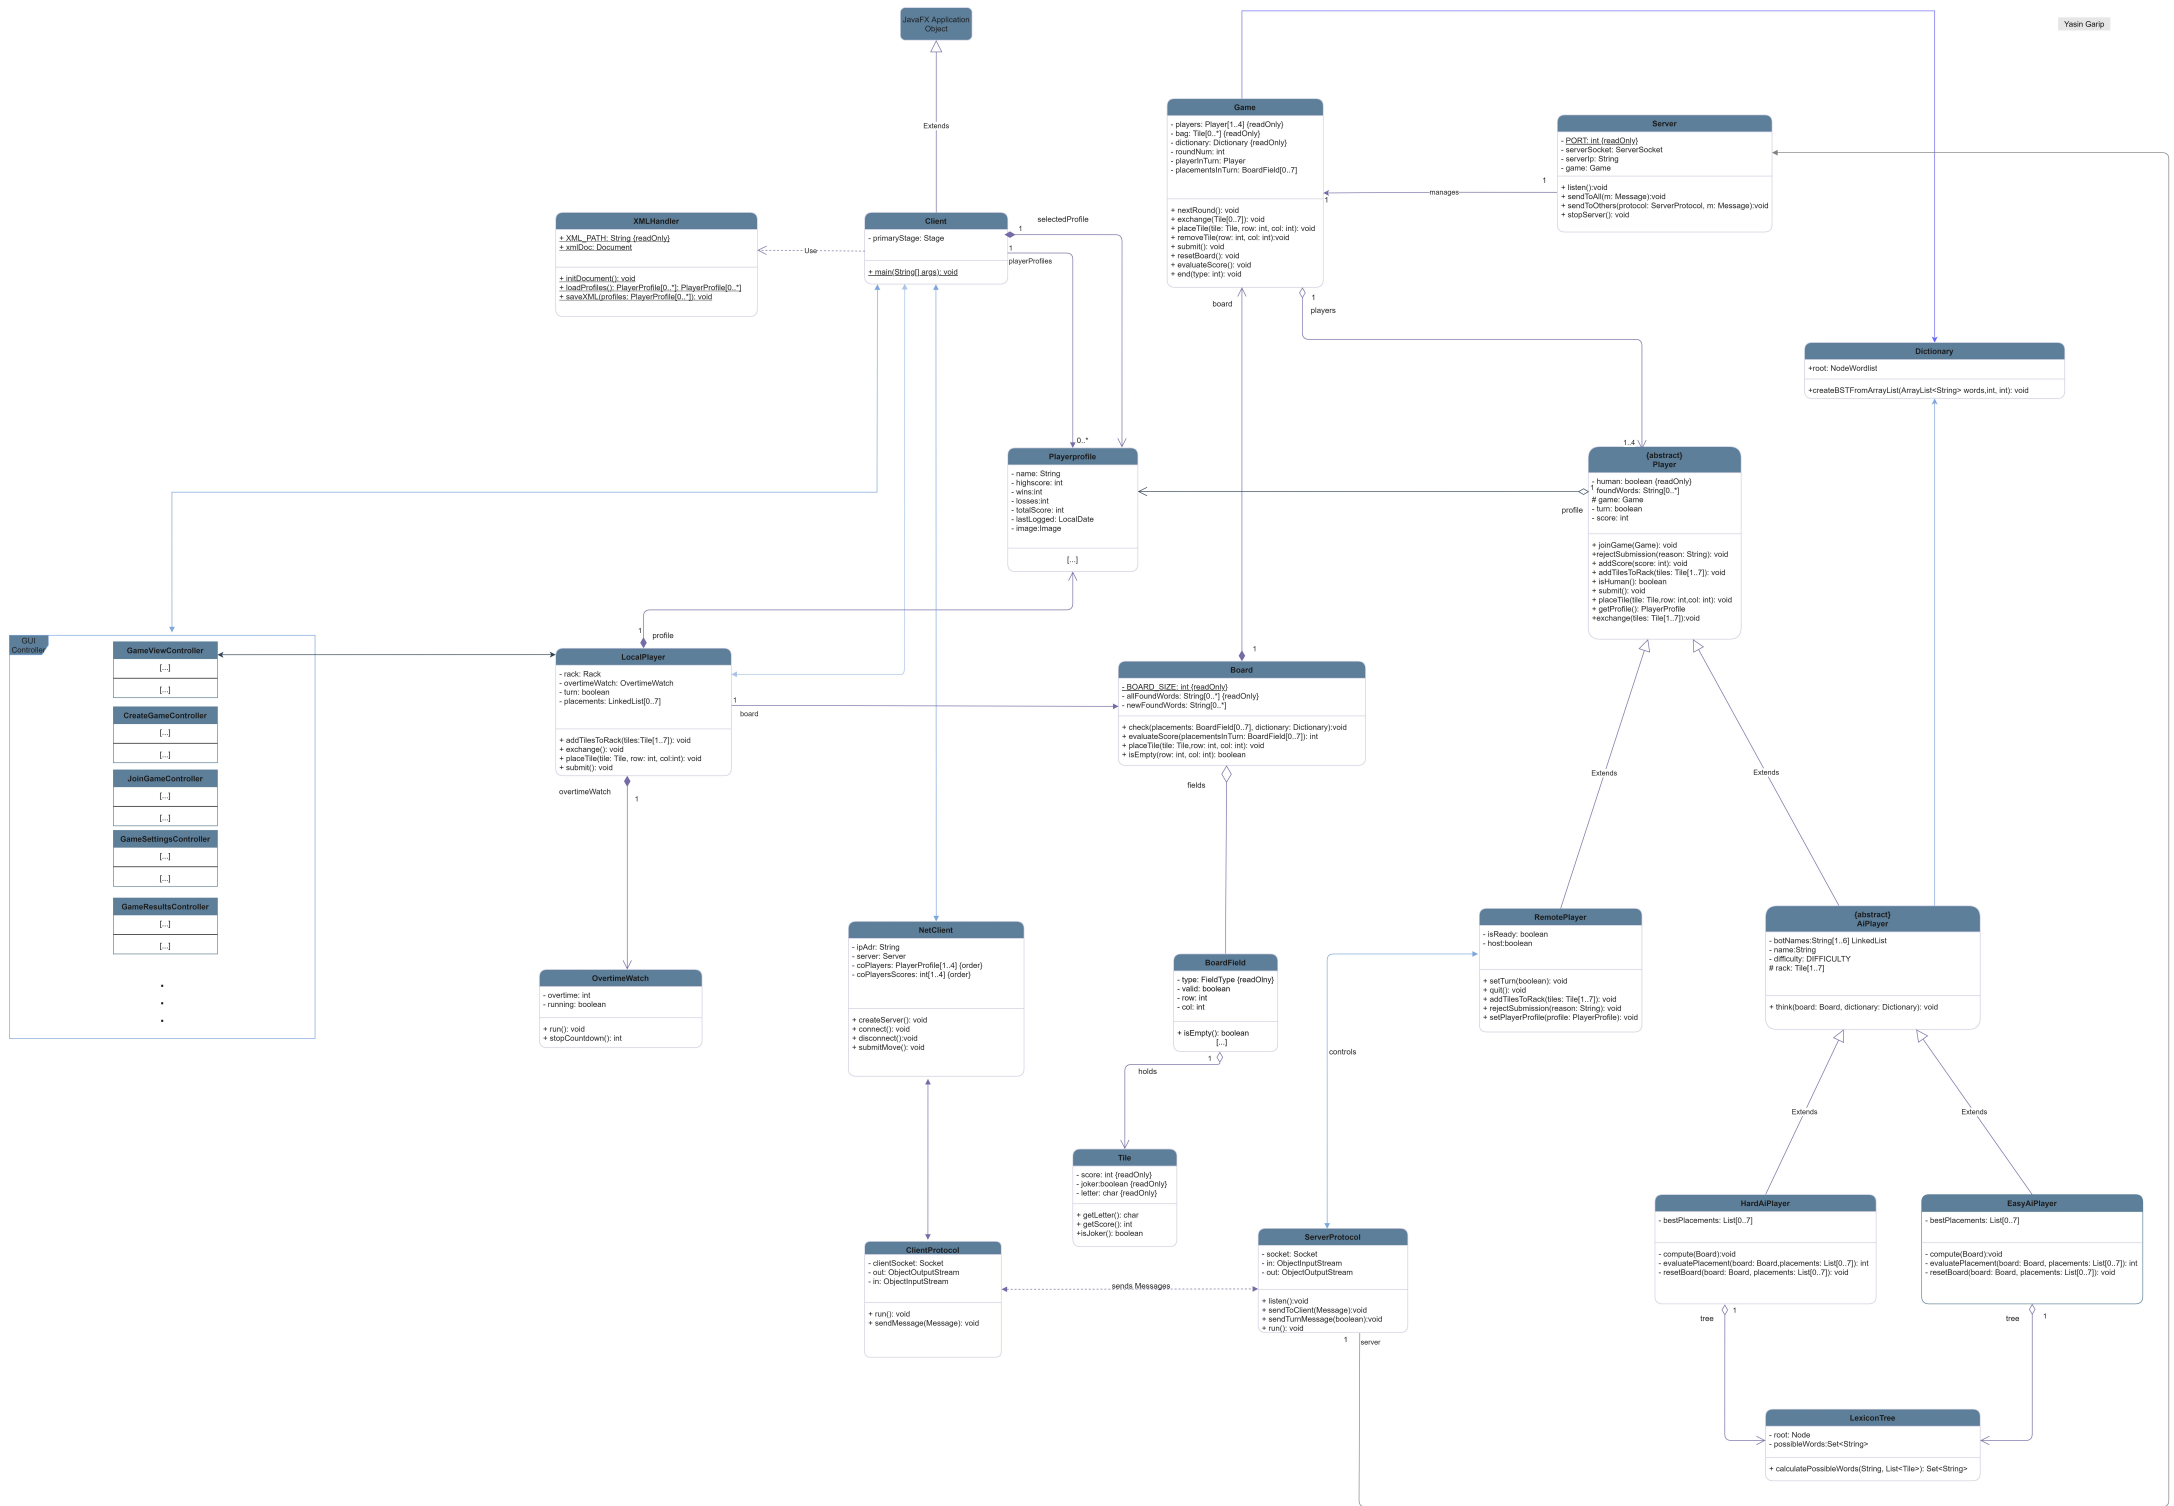 JavaFX Application
Object
Yasin Garip
Extends
Game
- players: Player[1..4] {readOnly}
- bag: Tile[0..*] {readOnly}
- dictionary: Dictionary {readOnly}
- roundNum: int
- playerInTurn: Player
- placementsInTurn: BoardField[0..7]
+ nextRound(): void
+ exchange(Tile[0..7]): void
+ placeTile(tile: Tile, row: int, col: int): void
+ removeTile(row: int, col: int):void
+ submit(): void
+ resetBoard(): void
+ evaluateScore(): void
+ end(type: int): void
Server
- PORT: int {readOnly}
- serverSocket: ServerSocket
- serverIp: String
- game: Game
+ listen():void
+ sendToAll(m: Message):void
+ sendToOthers(protocol: ServerProtocol, m: Message):void
+ stopServer(): void
1
manages
1
XMLHandler
+ XML_PATH: String {readOnly}
+ xmlDoc: Document
+ initDocument(): void
+ loadProfiles(): PlayerProfile[0..*]: PlayerProfile[0..*]
+ saveXML(profiles: PlayerProfile[0..*]): void
Use
Client
- primaryStage: Stage
+ main(String[] args): void
selectedProfile
1
1
playerProfiles
0..*
board
1
players
1..4
Dictionary
+root: NodeWordlist
+createBSTFromArrayList(ArrayList<String> words,int, int): void
Playerprofile
- name: String
- highscore: int
- wins:int
- losses:int
- totalScore: int
- lastLogged: LocalDate
- image:Image
[...]
{abstract}
Player
- human: boolean {readOnly}
1
foundWords: String[0..*]
# game: Game
- turn: boolean
- score: int
+ joinGame(Game): void
+rejectSubmission(reason: String): void
+ addScore(score: int): void
+ addTilesToRack(tiles: Tile[1..7]): void
+ isHuman(): boolean
+ submit(): void
+ placeTile(tile: Tile,row: int,col: int): void
+ getProfile(): PlayerProfile
+exchange(tiles: Tile[1..7]):void
profile
GUI
Controller
GameViewController
[...]
[...]
CreateGameController
[...]
[...]
JoinGameController
[...]
[...]
GameSettingsController
[...]
[...]
GameResultsController
[...]
[...]
1
profile
LocalPlayer
- rack: Rack
- overtimeWatch: OvertimeWatch
- turn: boolean
- placements: LinkedList[0..7]
+ addTilesToRack(tiles:Tile[1..7]): void
+ exchange(): void
+ placeTile(tile: Tile, row: int, col:int): void
+ submit(): void
1
board
overtimeWatch
1
1
Board
- BOARD_SIZE: int {readOnly}
- allFoundWords: String[0..*] {readOnly}
- newFoundWords: String[0..*]
+ check(placements: BoardField[0..7], dictionary: Dictionary):void
+ evaluateScore(placementsInTurn: BoardField[0..7]): int
+ placeTile(tile: Tile,row: int, col: int): void
+ isEmpty(row: int, col: int): boolean
fields
Extends
Extends
OvertimeWatch
- overtime: int
- running: boolean
+ run(): void
+ stopCountdown(): int
NetClient
- ipAdr: String
- server: Server
- coPlayers: PlayerProfile[1..4] {order}
- coPlayersScores: int[1..4] {order}
+ createServer(): void
+ connect(): void
+ disconnect():void
+ submitMove(): void
BoardField
- type: FieldType {readOlny}
- valid: boolean
- row: int
- col: int
+ isEmpty(): boolean
[...]
1
holds
RemotePlayer
- isReady: boolean
- host:boolean
+ setTurn(boolean): void
+ quit(): void
+ addTilesToRack(tiles: Tile[1..7]): void
+ rejectSubmission(reason: String): void
+ setPlayerProfile(profile: PlayerProfile): void
{abstract}
AiPlayer
- botNames:String[1..6] LinkedList
- name:String
- difficulty: DIFFICULTY
# rack: Tile[1..7]
+ think(board: Board, dictionary: Dictionary): void
controls
Extends
Extends
Tile
- score: int {readOnly}
- joker:boolean {readOnly}
- letter: char {readOnly}
+ getLetter(): char
+ getScore(): int
+isJoker(): boolean
ClientProtocol
- clientSocket: Socket
- out: ObjectOutputStream
- in: ObjectInputStream
+ run(): void
+ sendMessage(Message): void
sends Messages
ServerProtocol
- socket: Socket
- in: ObjectInputStream
- out: ObjectOutputStream
+ listen():void
+ sendToClient(Message):void
+ sendTurnMessage(boolean):void
+ run(): void
1
server
HardAiPlayer
- bestPlacements: List[0..7]
- compute(Board):void
- evaluatePlacement(board: Board,placements: List[0..7]): int
- resetBoard(board: Board, placements: List[0..7]): void
EasyAiPlayer
- bestPlacements: List[0..7]
- compute(Board):void
- evaluatePlacement(board: Board, placements: List[0..7]): int
- resetBoard(board: Board, placements: List[0..7]): void
tree
1
tree
1
LexiconTree
- root: Node
- possibleWords:Set<String>
+ calculatePossibleWords(String, List<Tile>): Set<String>